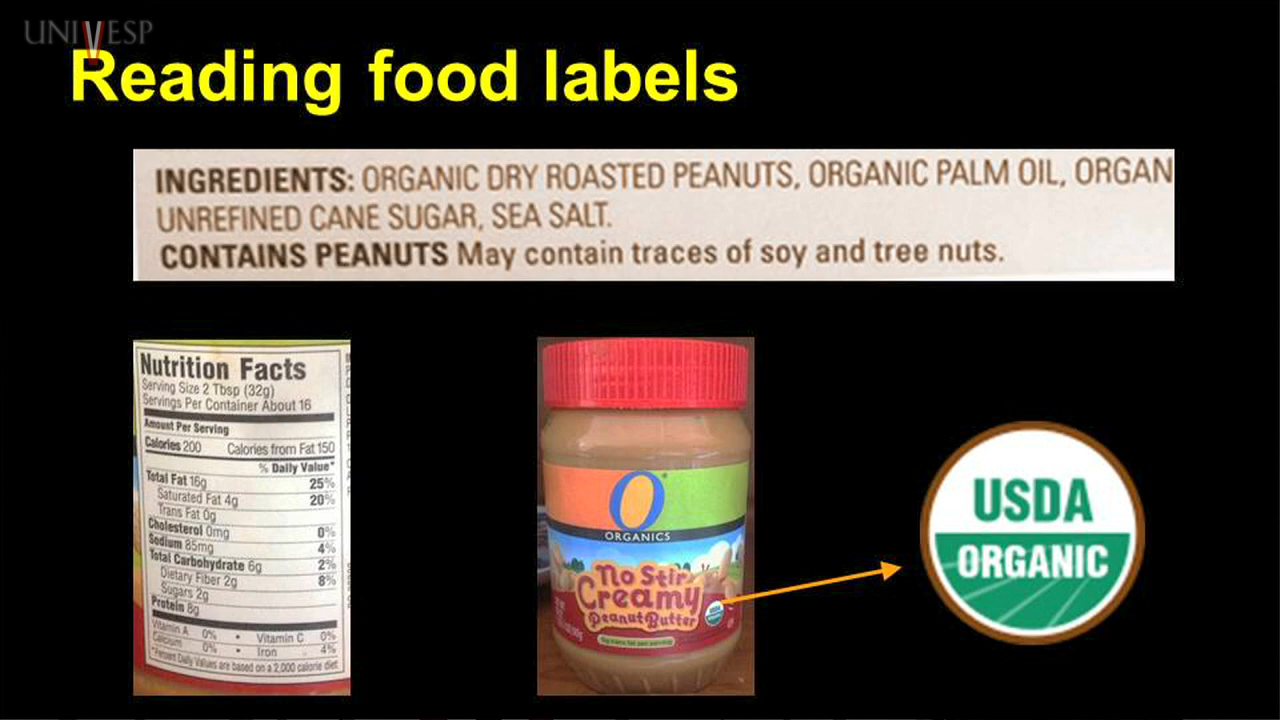 UNIVESP
Reading food labels
INGREDIENTS: ORGANIC DRY ROASTED PEANUTS, ORGANIC PALM OIL, ORGAN
UNREFINED CANE SUGAR, SEA SALT.
CONTAINS PEANUTS May contain traces of soy and tree nuts.
Nutrition Facts
Serving Size 2 Tbsp (32g)
Servings Per Container About 16
Amount Per Serving
Calories 200 Calories from Fat 150
% Daily Value*
Total Fat 16g 25%
Saturated Fat 4g 20%
Trans Fat 0g
Cholesterol 0mg 0%
Sodium 85mg 4%
Total Carbohydrate 6g 2%
Dietary Fiber 2g 8%
Sugars 2g
Protein 8g
Vitamin A 0% • Vitamin C 0%
Calcium 0% • Iron 4%
*Percent Daily Values are based on a 2,000 calorie diet
O
ORGANICS
No Stir
Creamy
Peanut Butter
USDA
ORGANIC